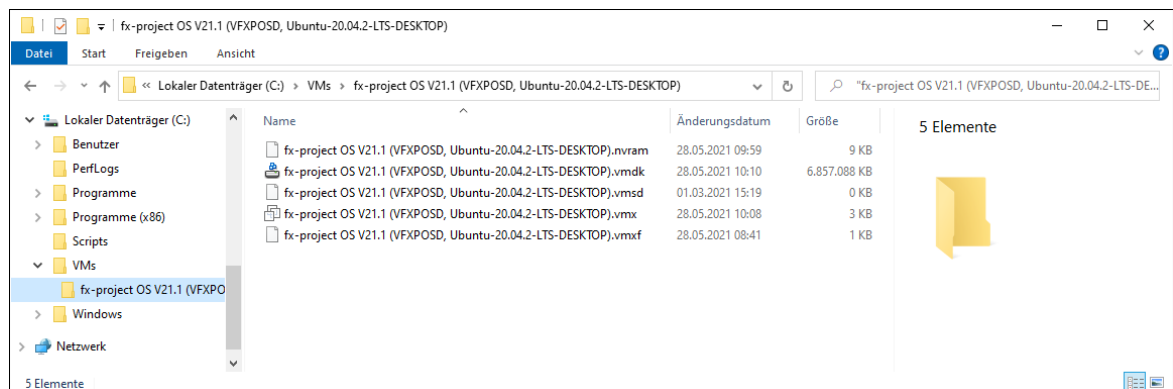 fx-project OS V21.1 (VFXPOSD, Ubuntu-20.04.2-LTS-DESKTOP)
Datei Start Freigeben Ansicht
« Lokaler Datenträger (C:) › VMs › fx-project OS V21.1 (VFXPOSD, Ubuntu-20.04.2-LTS-DESKTOP)
"fx-project OS V21.1 (VFXPOSD, Ubuntu-20.04.2-LTS-DE...
Lokaler Datenträger (C:)
Benutzer
PerfLogs
Programme
Programme (x86)
Scripts
VMs
fx-project OS V21.1 (VFXPO
Windows
Netzwerk
Name Änderungsdatum Größe
fx-project OS V21.1 (VFXPOSD, Ubuntu-20.04.2-LTS-DESKTOP).nvram 28.05.2021 09:59 9 KB
fx-project OS V21.1 (VFXPOSD, Ubuntu-20.04.2-LTS-DESKTOP).vmdk 28.05.2021 10:10 6.857.088 KB
fx-project OS V21.1 (VFXPOSD, Ubuntu-20.04.2-LTS-DESKTOP).vmsd 01.03.2021 15:19 0 KB
fx-project OS V21.1 (VFXPOSD, Ubuntu-20.04.2-LTS-DESKTOP).vmx 28.05.2021 10:08 3 KB
fx-project OS V21.1 (VFXPOSD, Ubuntu-20.04.2-LTS-DESKTOP).vmxf 28.05.2021 08:41 1 KB
5 Elemente
5 Elemente